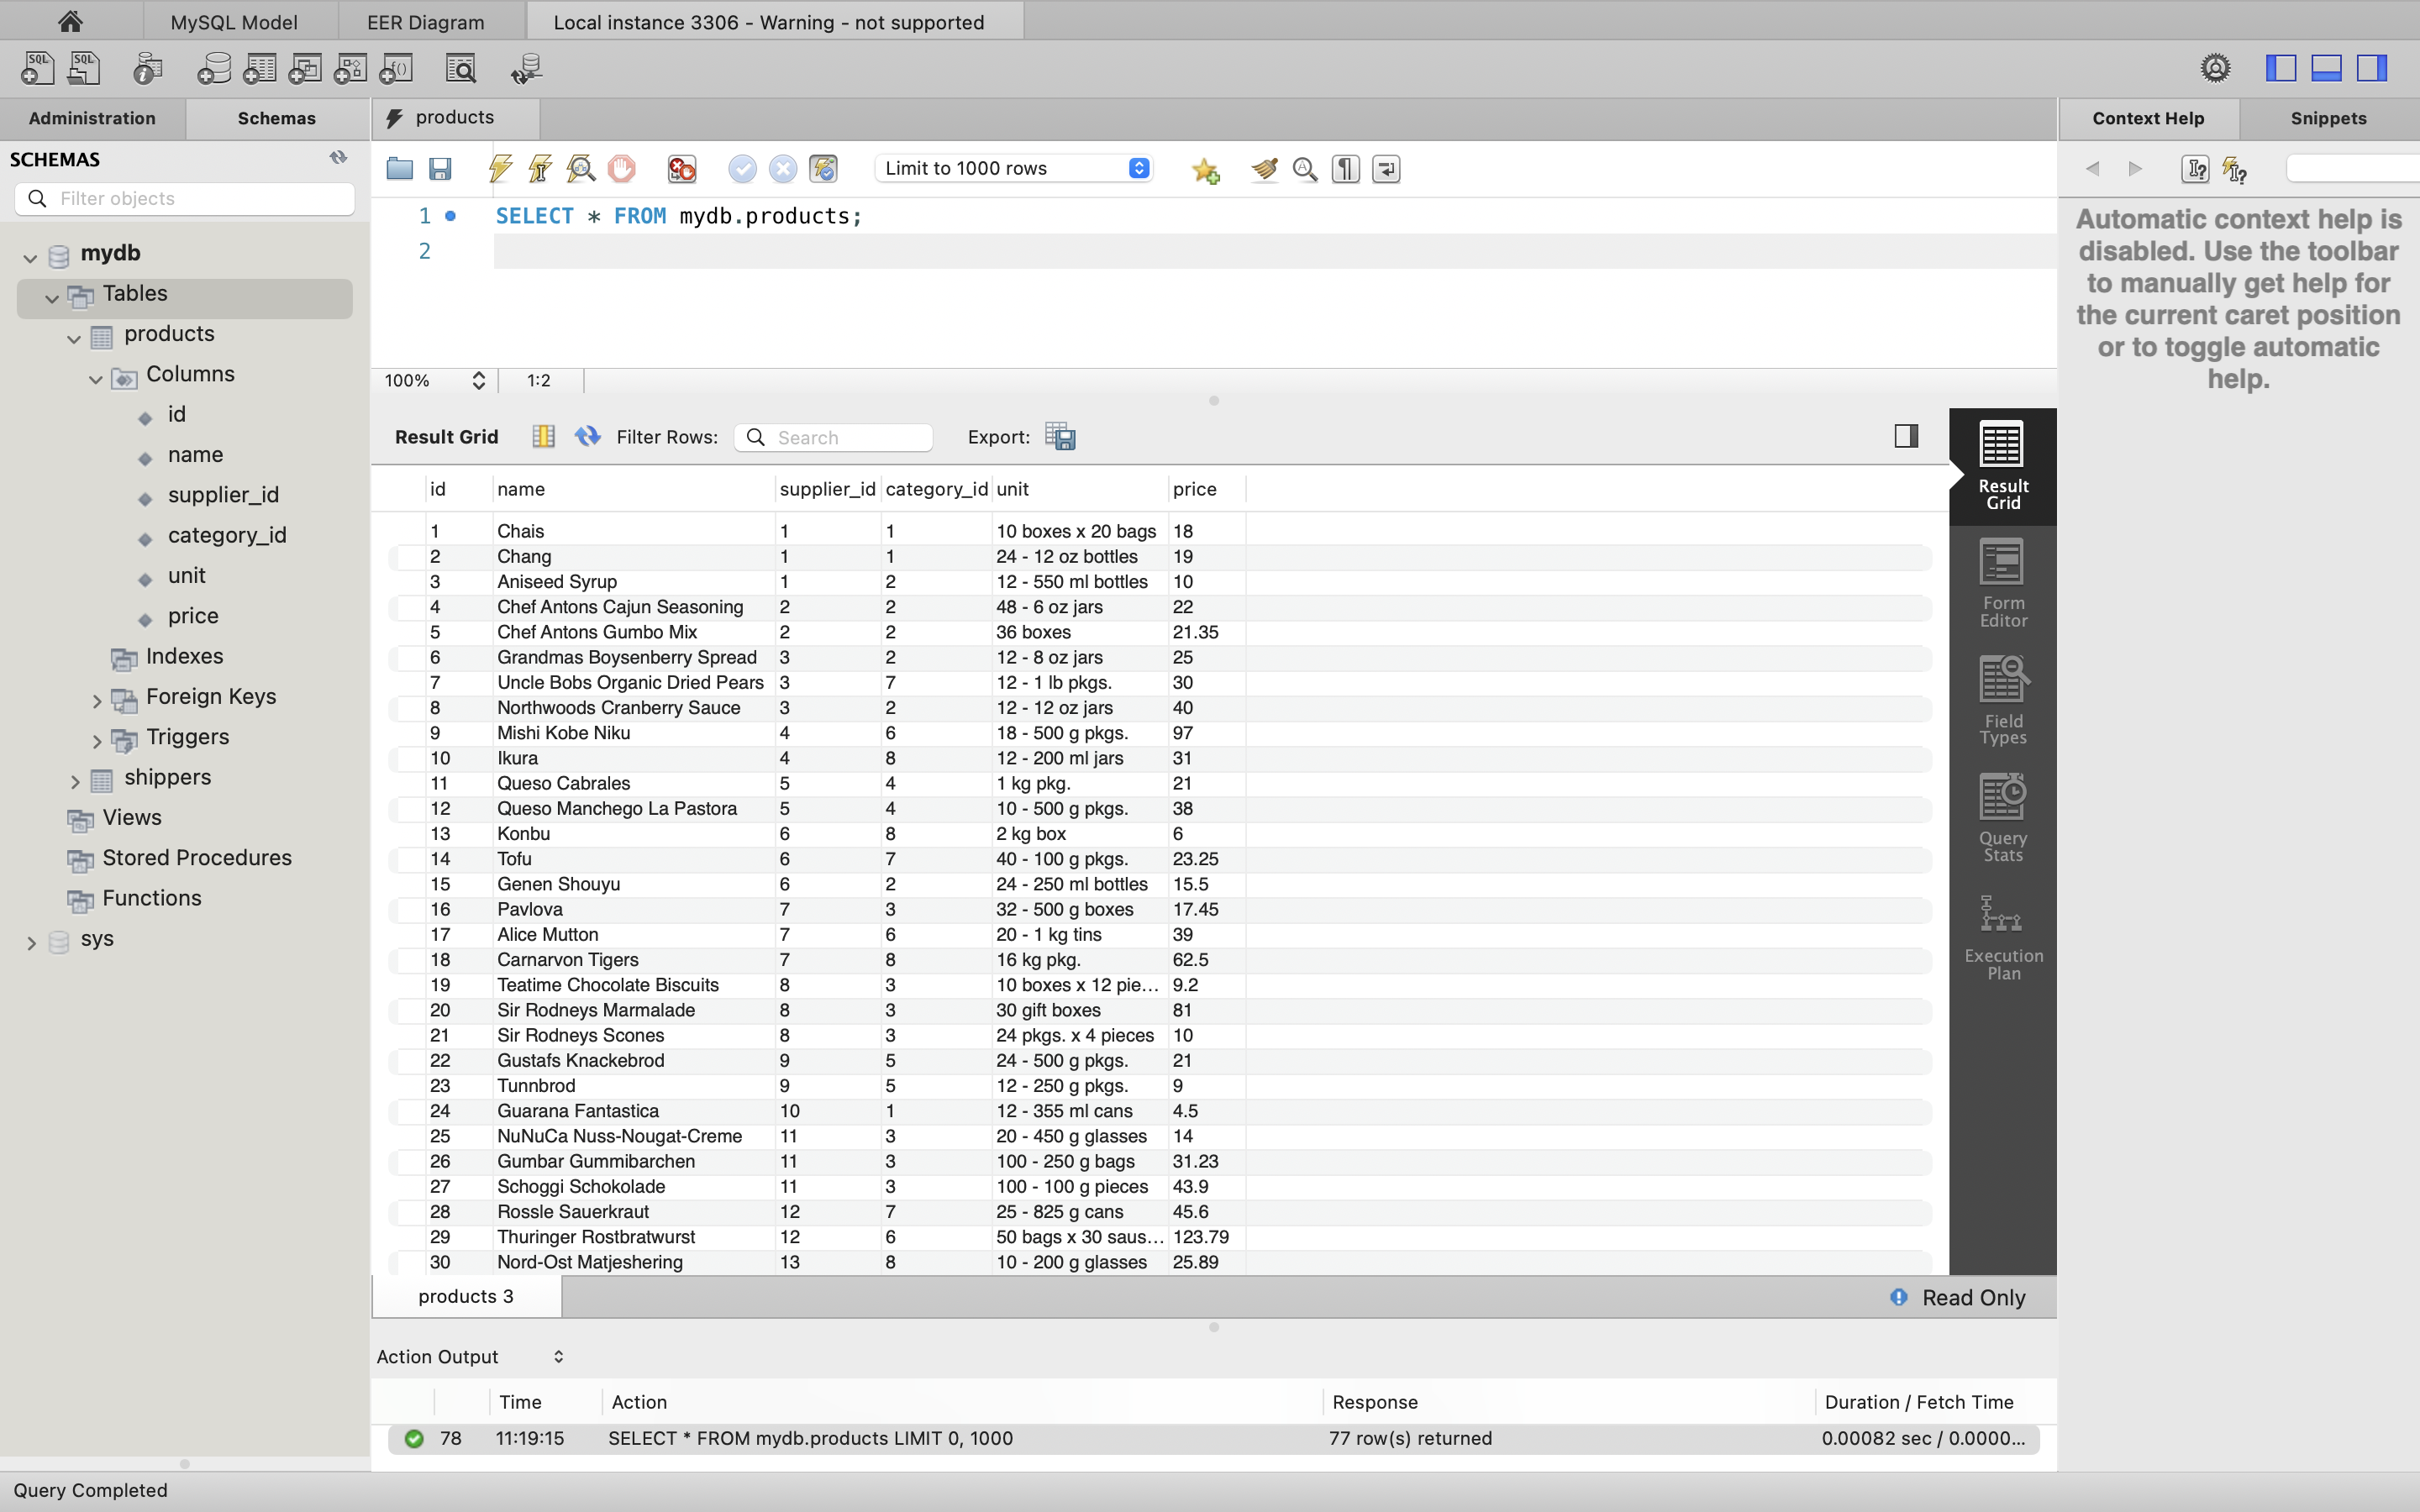 MySQL Model
EER Diagram
Local instance 3306 - Warning - not supported
SQL
SQL
Administration
Schemas
products
Context Help
Snippets
SCHEMAS
Filter objects
Limit to 1000 rows
1 SELECT * FROM mydb.products;
2
Automatic context help is
disabled. Use the toolbar
to manually get help for
the current caret position
or to toggle automatic
help.
mydb
Tables
products
Columns
id
name
supplier_id
category_id
unit
price
Indexes
Foreign Keys
Triggers
shippers
Views
Stored Procedures
Functions
sys
100% 1:2
Result Grid Filter Rows: Search Export:
id name supplier_id category_id unit price
1 Chais 1 1 10 boxes x 20 bags 18
2 Chang 1 1 24 - 12 oz bottles 19
3 Aniseed Syrup 1 2 12 - 550 ml bottles 10
4 Chef Antons Cajun Seasoning 2 2 48 - 6 oz jars 22
5 Chef Antons Gumbo Mix 2 2 36 boxes 21.35
6 Grandmas Boysenberry Spread 3 2 12 - 8 oz jars 25
7 Uncle Bobs Organic Dried Pears 3 7 12 - 1 lb pkgs. 30
8 Northwoods Cranberry Sauce 3 2 12 - 12 oz jars 40
9 Mishi Kobe Niku 4 6 18 - 500 g pkgs. 97
10 Ikura 4 8 12 - 200 ml jars 31
11 Queso Cabrales 5 4 1 kg pkg. 21
12 Queso Manchego La Pastora 5 4 10 - 500 g pkgs. 38
13 Konbu 6 8 2 kg box 6
14 Tofu 6 7 40 - 100 g pkgs. 23.25
15 Genen Shouyu 6 2 24 - 250 ml bottles 15.5
16 Pavlova 7 3 32 - 500 g boxes 17.45
17 Alice Mutton 7 6 20 - 1 kg tins 39
18 Carnarvon Tigers 7 8 16 kg pkg. 62.5
19 Teatime Chocolate Biscuits 8 3 10 boxes x 12 pie... 9.2
20 Sir Rodneys Marmalade 8 3 30 gift boxes 81
21 Sir Rodneys Scones 8 3 24 pkgs. x 4 pieces 10
22 Gustafs Knackebrod 9 5 24 - 500 g pkgs. 21
23 Tunnbrod 9 5 12 - 250 g pkgs. 9
24 Guarana Fantastica 10 1 12 - 355 ml cans 4.5
25 NuNuCa Nuss-Nougat-Creme 11 3 20 - 450 g glasses 14
26 Gumbar Gummibarchen 11 3 100 - 250 g bags 31.23
27 Schoggi Schokolade 11 3 100 - 100 g pieces 43.9
28 Rossle Sauerkraut 12 7 25 - 825 g cans 45.6
29 Thuringer Rostbratwurst 12 6 50 bags x 30 saus... 123.79
30 Nord-Ost Matjeshering 13 8 10 - 200 g glasses 25.89
Result
Grid
Form
Editor
Field
Types
Query
Stats
Execution
Plan
products 3
Read Only
Action Output
Time Action Response Duration / Fetch Time
78 11:19:15 SELECT * FROM mydb.products LIMIT 0, 1000 77 row(s) returned 0.00082 sec / 0.0000...
Query Completed